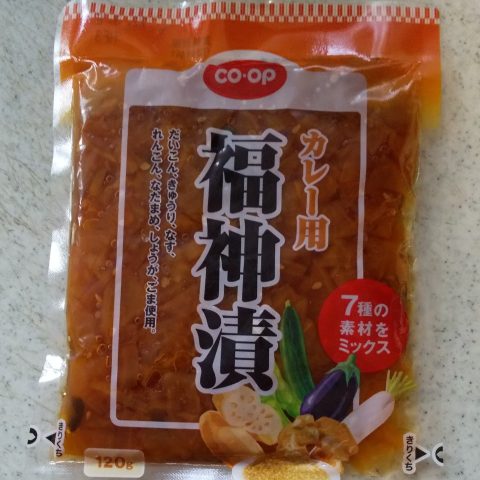 CO・OP
カレー用
福神漬
だいこん、きゅうり、なす、
れんこん、なたまめ、しょうが、ごま使用。
7種の
素材を
ミックス
きりくち
きりくち
120g